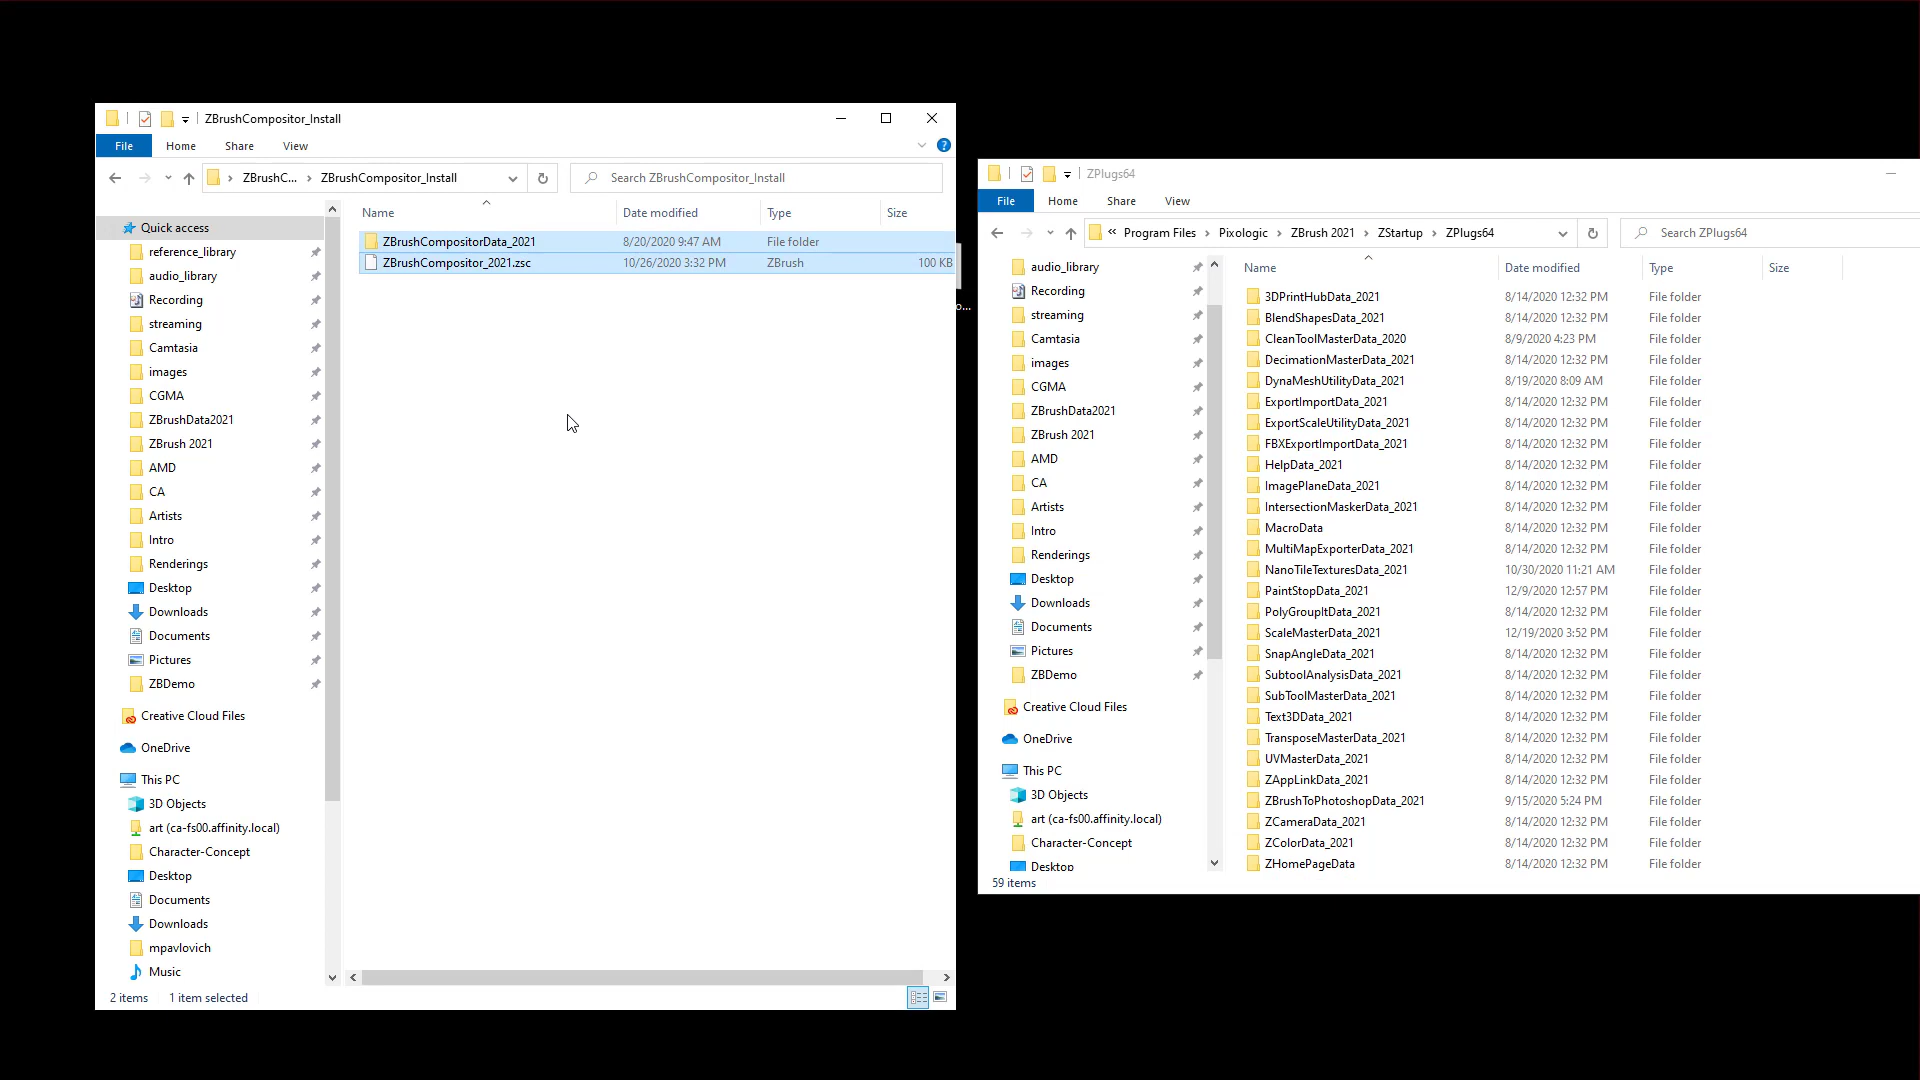 ZBrushCompositor_Install
File Home Share View
ZBrushC... ZBrushCompositor_Install
Search ZBrushCompositor_Install
Name Date modified Type Size
ZBrushCompositorData_2021 8/20/2020 9:47 AM File folder
ZBrushCompositor_2021.zsc 10/26/2020 3:32 PM ZBrush 100 KB
Quick access
reference_library
audio_library
Recording
streaming
Camtasia
images
CGMA
ZBrushData2021
ZBrush 2021
AMD
CA
Artists
Intro
Renderings
Desktop
Downloads
Documents
Pictures
ZBDemo
Creative Cloud Files
OneDrive
This PC
3D Objects
art (ca-fs00.affinity.local)
Character-Concept
Desktop
Documents
Downloads
mpavlovich
Music
2 items 1 item selected
o...
ZPlugs64
File Home Share View
« Program Files Pixologic ZBrush 2021 ZStartup ZPlugs64
Search ZPlugs64
audio_library
Recording
streaming
Camtasia
images
CGMA
ZBrushData2021
ZBrush 2021
AMD
CA
Artists
Intro
Renderings
Desktop
Downloads
Documents
Pictures
ZBDemo
Creative Cloud Files
OneDrive
This PC
3D Objects
art (ca-fs00.affinity.local)
Character-Concept
Desktop
Name Date modified Type Size
3DPrintHubData_2021 8/14/2020 12:32 PM File folder
BlendShapesData_2021 8/14/2020 12:32 PM File folder
CleanToolMasterData_2020 8/9/2020 4:23 PM File folder
DecimationMasterData_2021 8/14/2020 12:32 PM File folder
DynaMeshUtilityData_2021 8/19/2020 8:09 AM File folder
ExportImportData_2021 8/14/2020 12:32 PM File folder
ExportScaleUtilityData_2021 8/14/2020 12:32 PM File folder
FBXExportImportData_2021 8/14/2020 12:32 PM File folder
HelpData_2021 8/14/2020 12:32 PM File folder
ImagePlaneData_2021 8/14/2020 12:32 PM File folder
IntersectionMaskerData_2021 8/14/2020 12:32 PM File folder
MacroData 8/14/2020 12:32 PM File folder
MultiMapExporterData_2021 8/14/2020 12:32 PM File folder
NanoTileTexturesData_2021 10/30/2020 11:21 AM File folder
PaintStopData_2021 12/9/2020 12:57 PM File folder
PolyGroupItData_2021 8/14/2020 12:32 PM File folder
ScaleMasterData_2021 12/19/2020 3:52 PM File folder
SnapAngleData_2021 8/14/2020 12:32 PM File folder
SubtoolAnalysisData_2021 8/14/2020 12:32 PM File folder
SubToolMasterData_2021 8/14/2020 12:32 PM File folder
Text3DData_2021 8/14/2020 12:32 PM File folder
TransposeMasterData_2021 8/14/2020 12:32 PM File folder
UVMasterData_2021 8/14/2020 12:32 PM File folder
ZAppLinkData_2021 8/14/2020 12:32 PM File folder
ZBrushToPhotoshopData_2021 9/15/2020 5:24 PM File folder
ZCameraData_2021 8/14/2020 12:32 PM File folder
ZColorData_2021 8/14/2020 12:32 PM File folder
ZHomePageData 8/14/2020 12:32 PM File folder
59 items